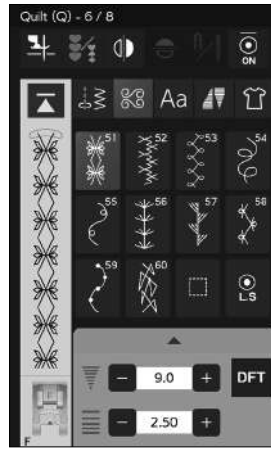 Quilt (Q) - 6 / 8
ON
Aa
51 52 53 54
55 56 57 58
59 60 L.S
- 9.0 + DFT
- 2.50 +
F